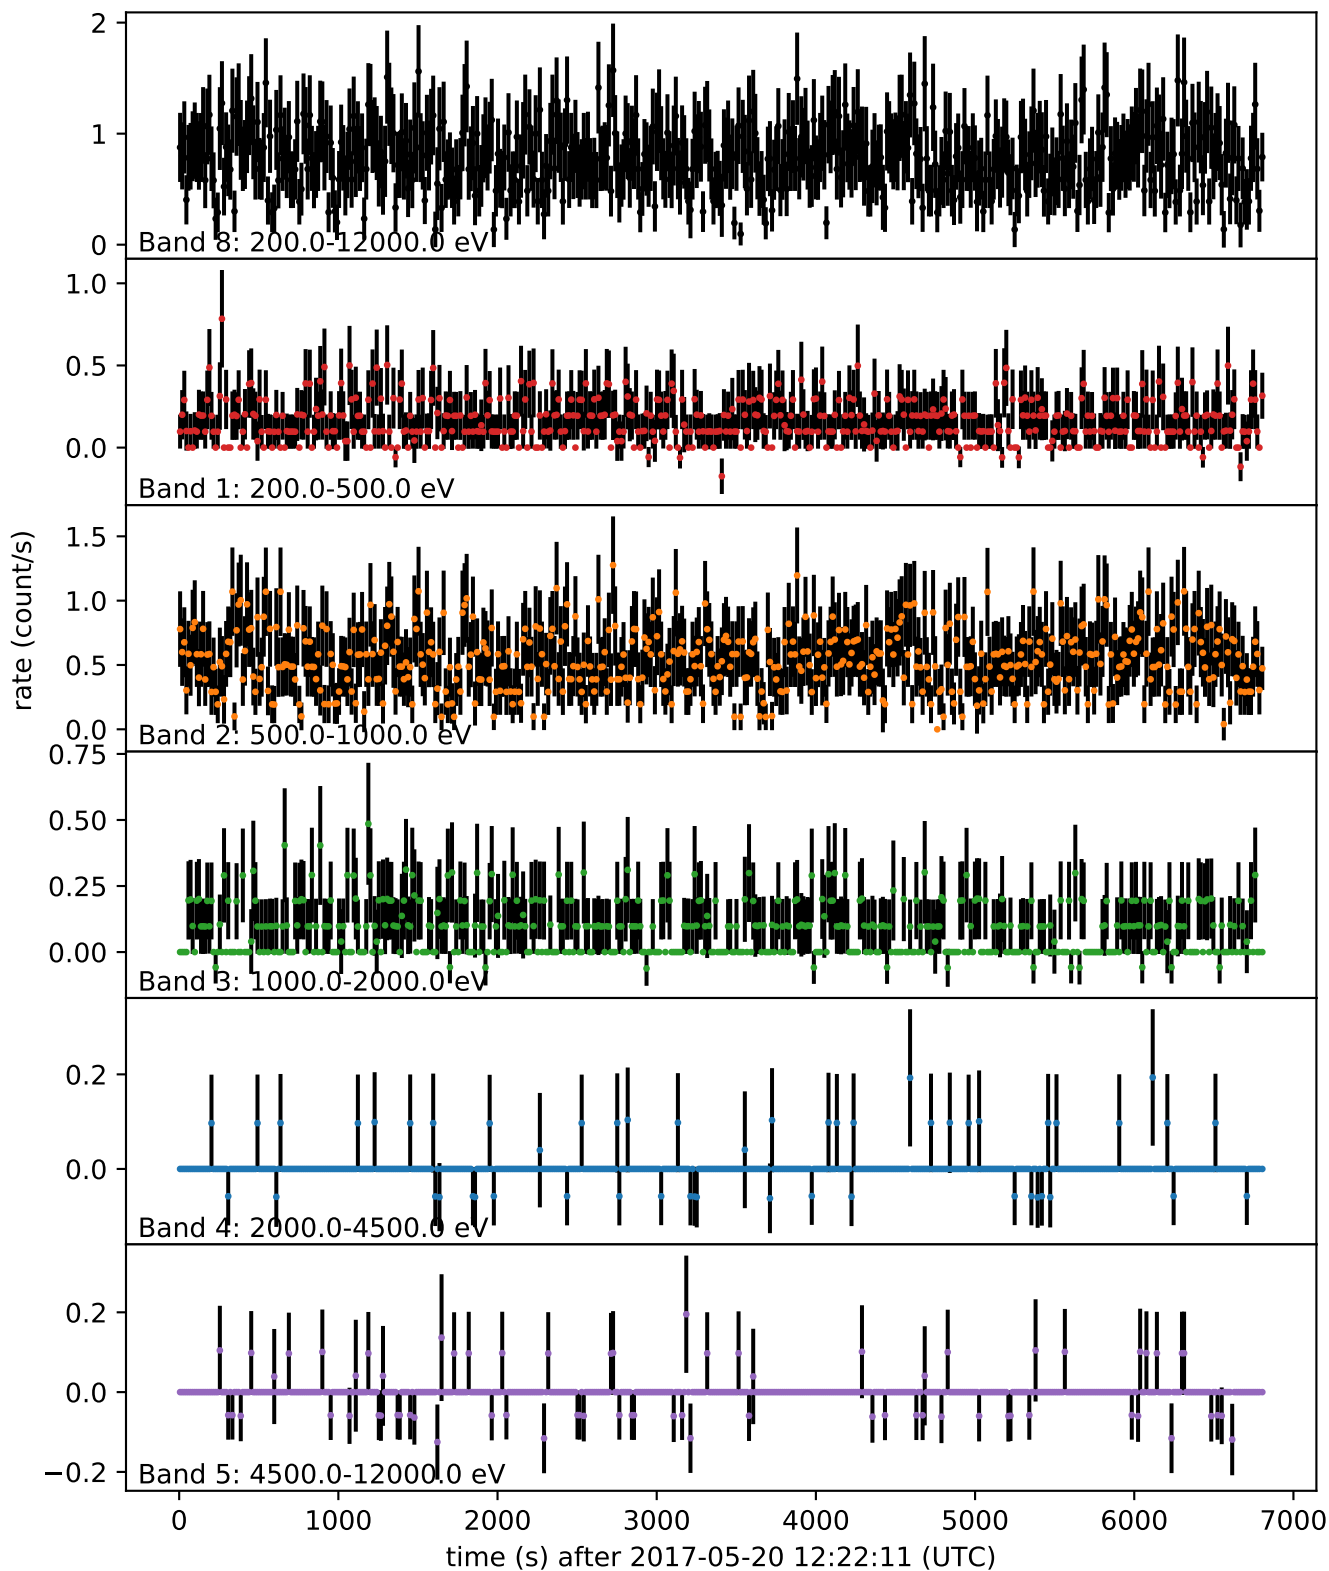 2
1
0
Band 8: 200.0-12000.0 eV
1.0
0.5
0.0
Band 1: 200.0-500.0 eV
rate (count/s)
1.5
1.0
0.5
0.0
Band 2: 500.0-1000.0 eV
0.75
0.50
0.25
0.00
Band 3: 1000.0-2000.0 eV
0.2
0.0
Band 4: 2000.0-4500.0 eV
0.2
0.0
−0.2
Band 5: 4500.0-12000.0 eV
0 1000 2000 3000 4000 5000 6000 7000
time (s) after 2017-05-20 12:22:11 (UTC)